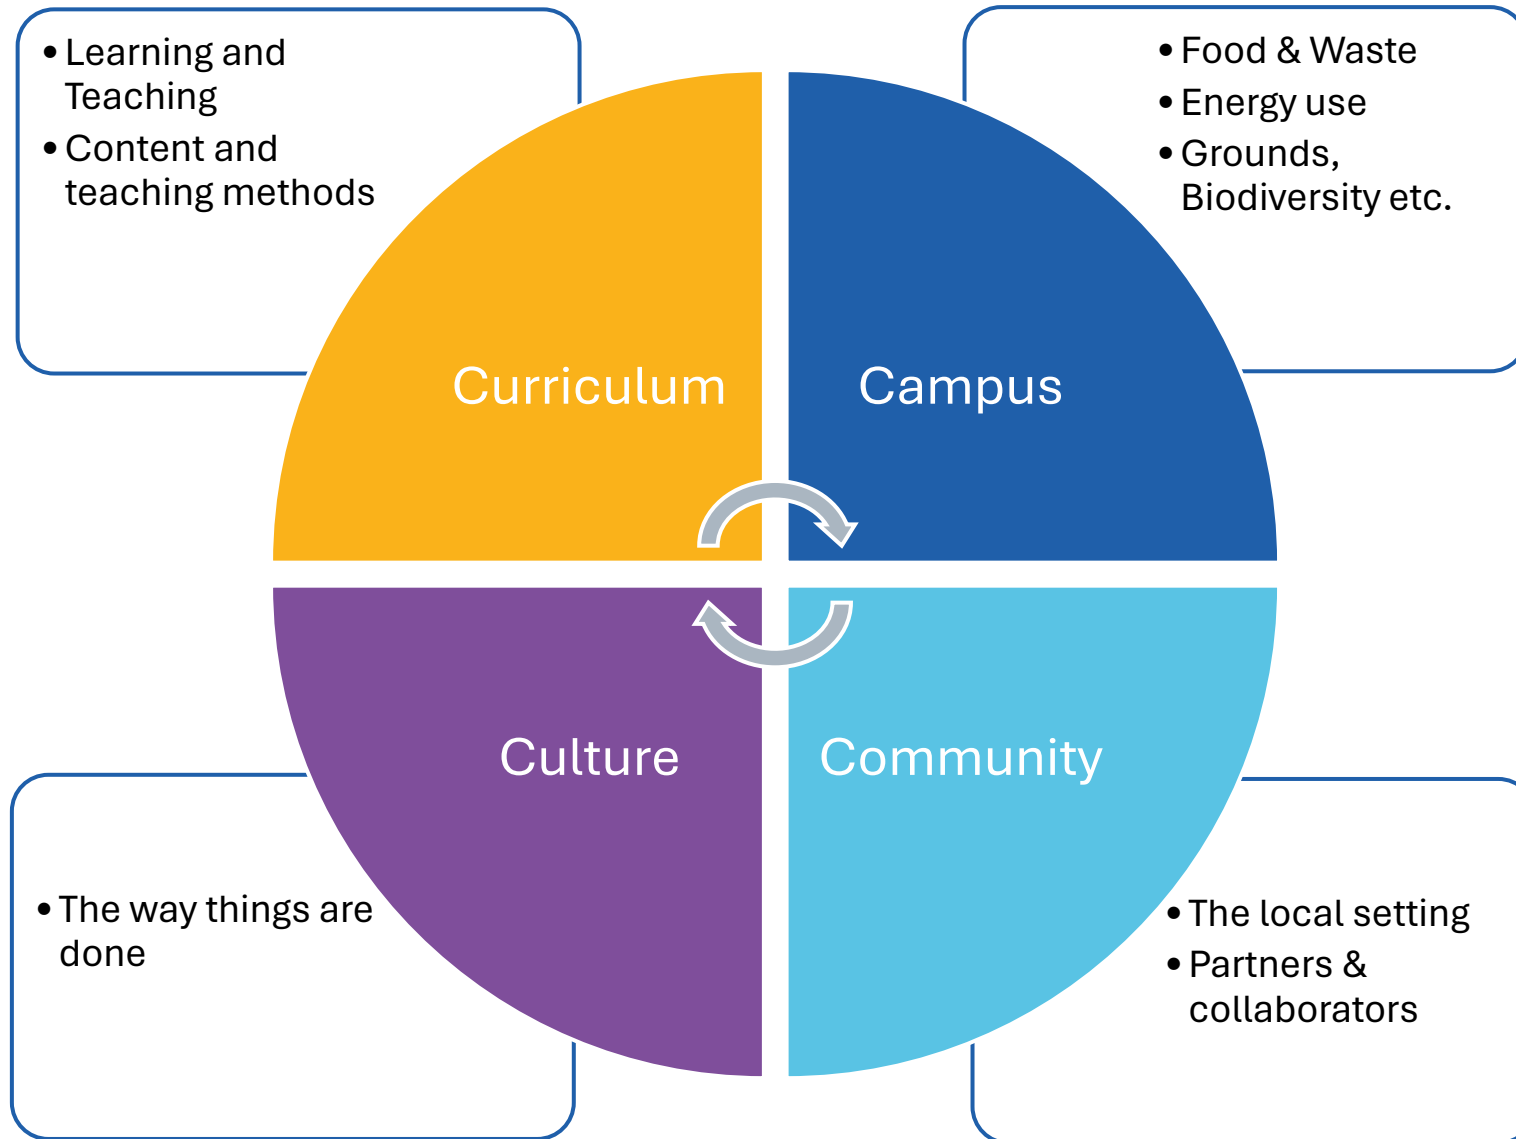 • Learning and
Teaching
• Content and
teaching methods
• Food & Waste
• Energy use
• Grounds,
Biodiversity etc.
Curriculum
Campus
Culture
Community
• The way things are
done
• The local setting
• Partners &
collaborators